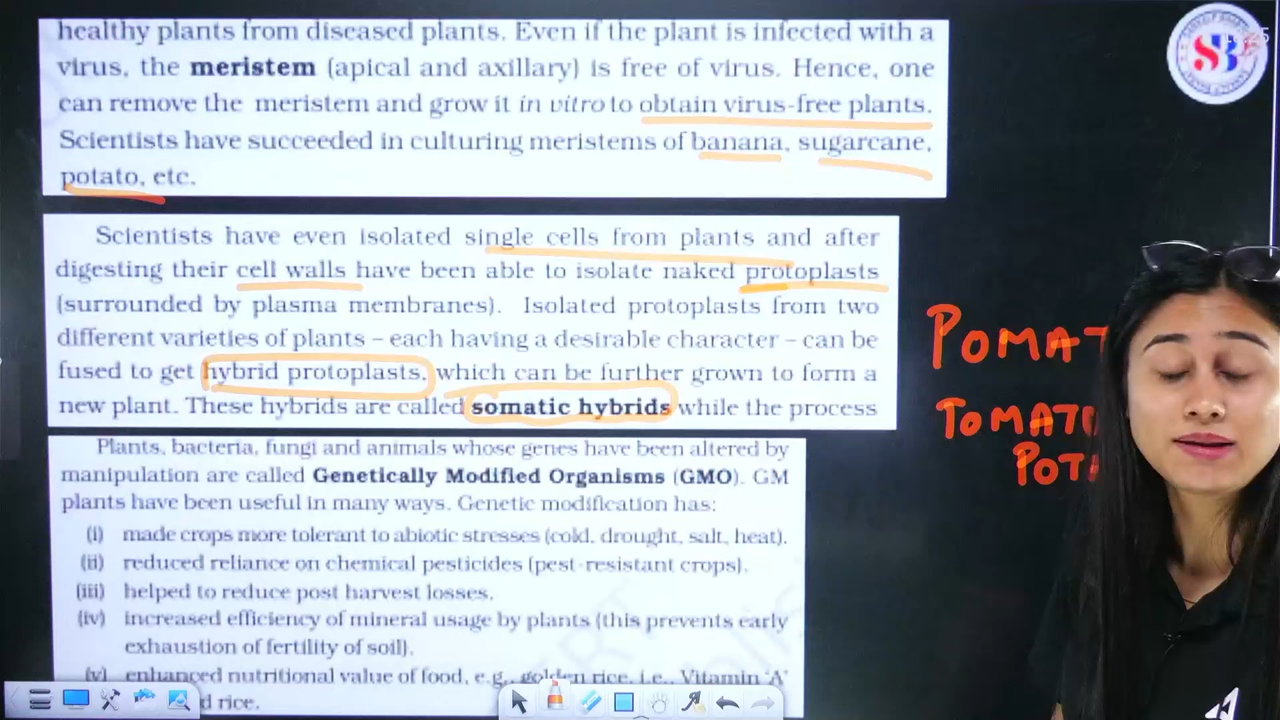 healthy plants from diseased plants. Even if the plant is infected with a
virus, the meristem (apical and axillary) is free of virus. Hence, one
can remove the meristem and grow it in vitro to obtain virus-free plants.
Scientists have succeeded in culturing meristems of banana, sugarcane,
potato, etc.
Scientists have even isolated single cells from plants and after
digesting their cell walls have been able to isolate naked protoplasts
(surrounded by plasma membranes). Isolated protoplasts from two
different varieties of plants – each having a desirable character – can be
fused to get hybrid protoplasts, which can be further grown to form a
new plant. These hybrids are called somatic hybrids while the process
Plants, bacteria, fungi and animals whose genes have been altered by
manipulation are called Genetically Modified Organisms (GMO). GM
plants have been useful in many ways. Genetic modification has:
(i) made crops more tolerant to abiotic stresses (cold, drought, salt, heat).
(ii) reduced reliance on chemical pesticides (pest-resistant crops).
(iii) helped to reduce post harvest losses.
(iv) increased efficiency of mineral usage by plants (this prevents early
exhaustion of fertility of soil).
(v) enhanced nutritional value of food, e.g., golden rice, i.e., Vitamin ‘A’
d rice.
POMAT
TOMAT
POT
SB